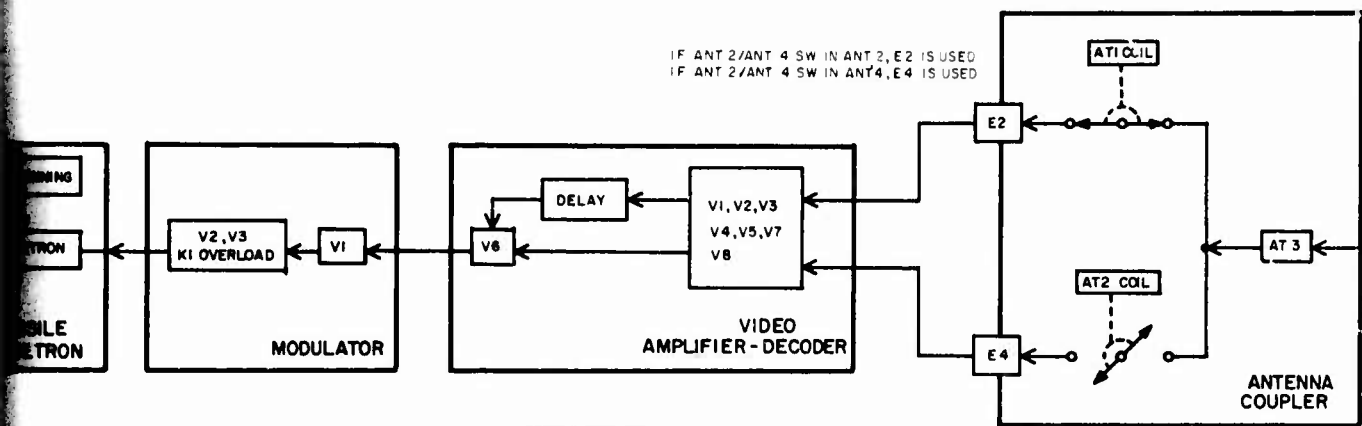 IF ANT 2/ANT 4 SW IN ANT 2, E2 IS USED
IF ANT 2/ANT 4 SW IN ANT 4, E4 IS USED
AT1 COIL
E2
DELAY
V1, V2, V3
V4, V5, V7
V8
V2, V3
K1 OVERLOAD
V1
V6
AT 3
AT2 COIL
E4
MODULATOR
VIDEO
AMPLIFIER-DECODER
ANTENNA
COUPLER